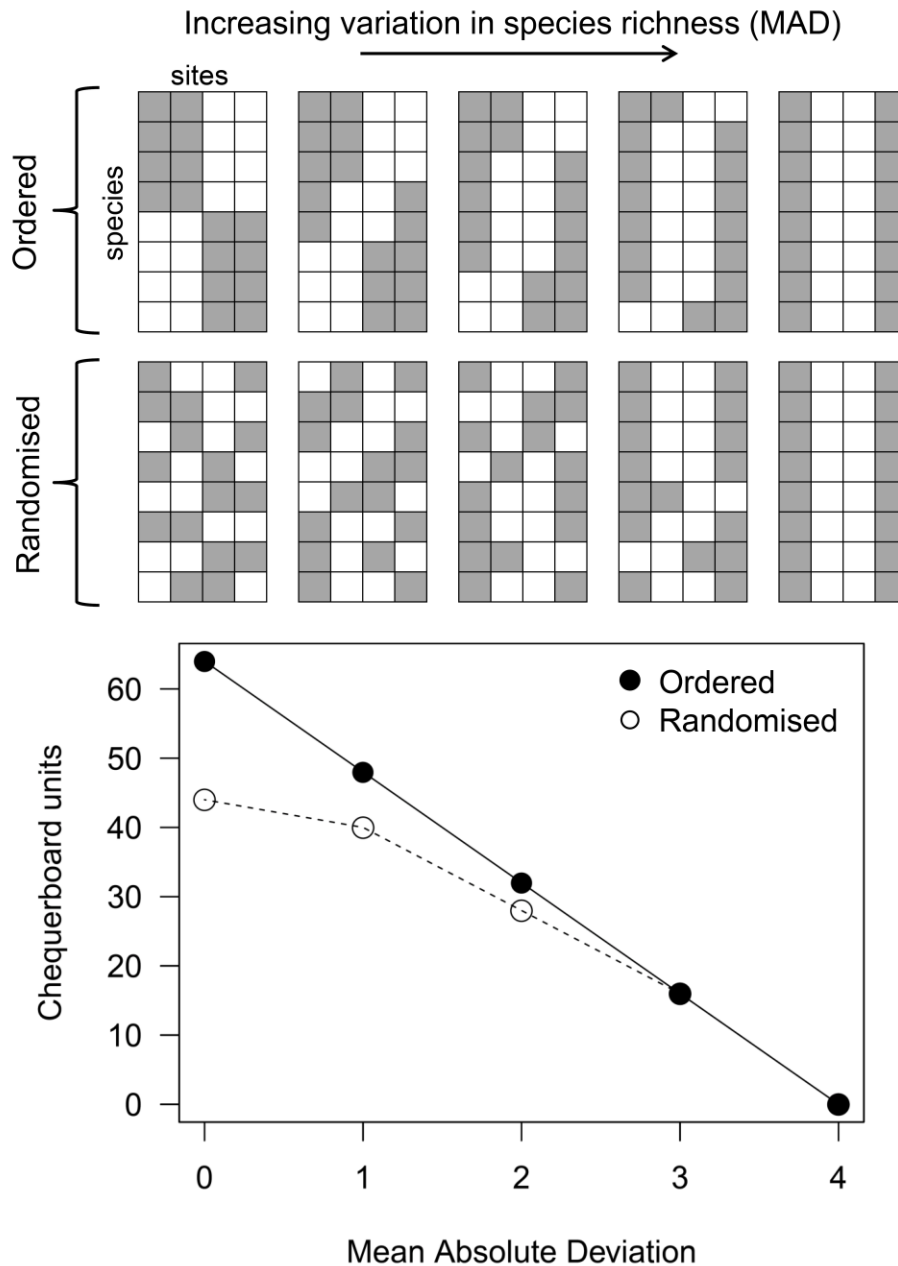 Increasing variation in species richness (MAD)
sites
Ordered
species
Randomised
Ordered
Randomised
60
50
40
30
20
10
0
Chequerboard units
0 1 2 3 4
Mean Absolute Deviation